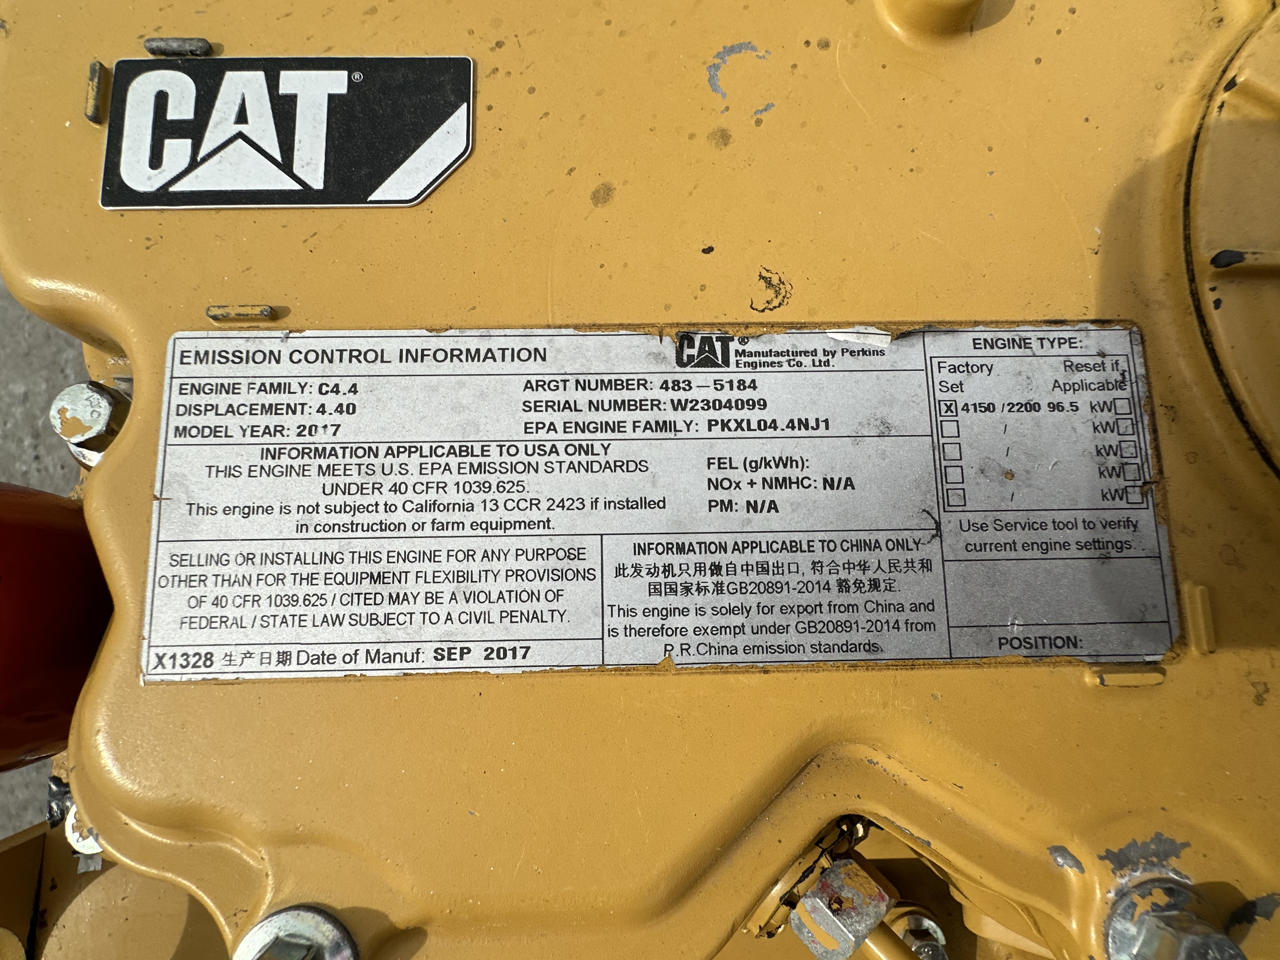 CAT®
EMISSION CONTROL INFORMATION
CAT® Manufactured by Perkins
Engines Co. Ltd.
ENGINE FAMILY: C4.4
DISPLACEMENT: 4.40
MODEL YEAR: 2017
ARGT NUMBER: 483-5184
SERIAL NUMBER: W2304099
EPA ENGINE FAMILY: PKXL04.4NJ1
INFORMATION APPLICABLE TO USA ONLY
THIS ENGINE MEETS U.S. EPA EMISSION STANDARDS
UNDER 40 CFR 1039.625.
This engine is not subject to California 13 CCR 2423 if installed
in construction or farm equipment.
FEL (g/kWh):
NOx + NMHC: N/A
PM: N/A
SELLING OR INSTALLING THIS ENGINE FOR ANY PURPOSE
OTHER THAN FOR THE EQUIPMENT FLEXIBILITY PROVISIONS
OF 40 CFR 1039.625 / CITED MAY BE A VIOLATION OF
FEDERAL / STATE LAW SUBJECT TO A CIVIL PENALTY.
X1328 生产日期 Date of Manuf: SEP 2017
INFORMATION APPLICABLE TO CHINA ONLY
此发动机只用做自中国出口, 符合中华人民共和
国国家标准GB20891-2014 豁免规定.
This engine is solely for export from China and
is therefore exempt under GB20891-2014 from
P.R.China emission standards.
ENGINE TYPE:
Factory Set
Reset if Applicable
X 4150 / 2200 96.5 kW
/ kW
/ kW
kW
/ kW
Use Service tool to verify
current engine settings.
POSITION: